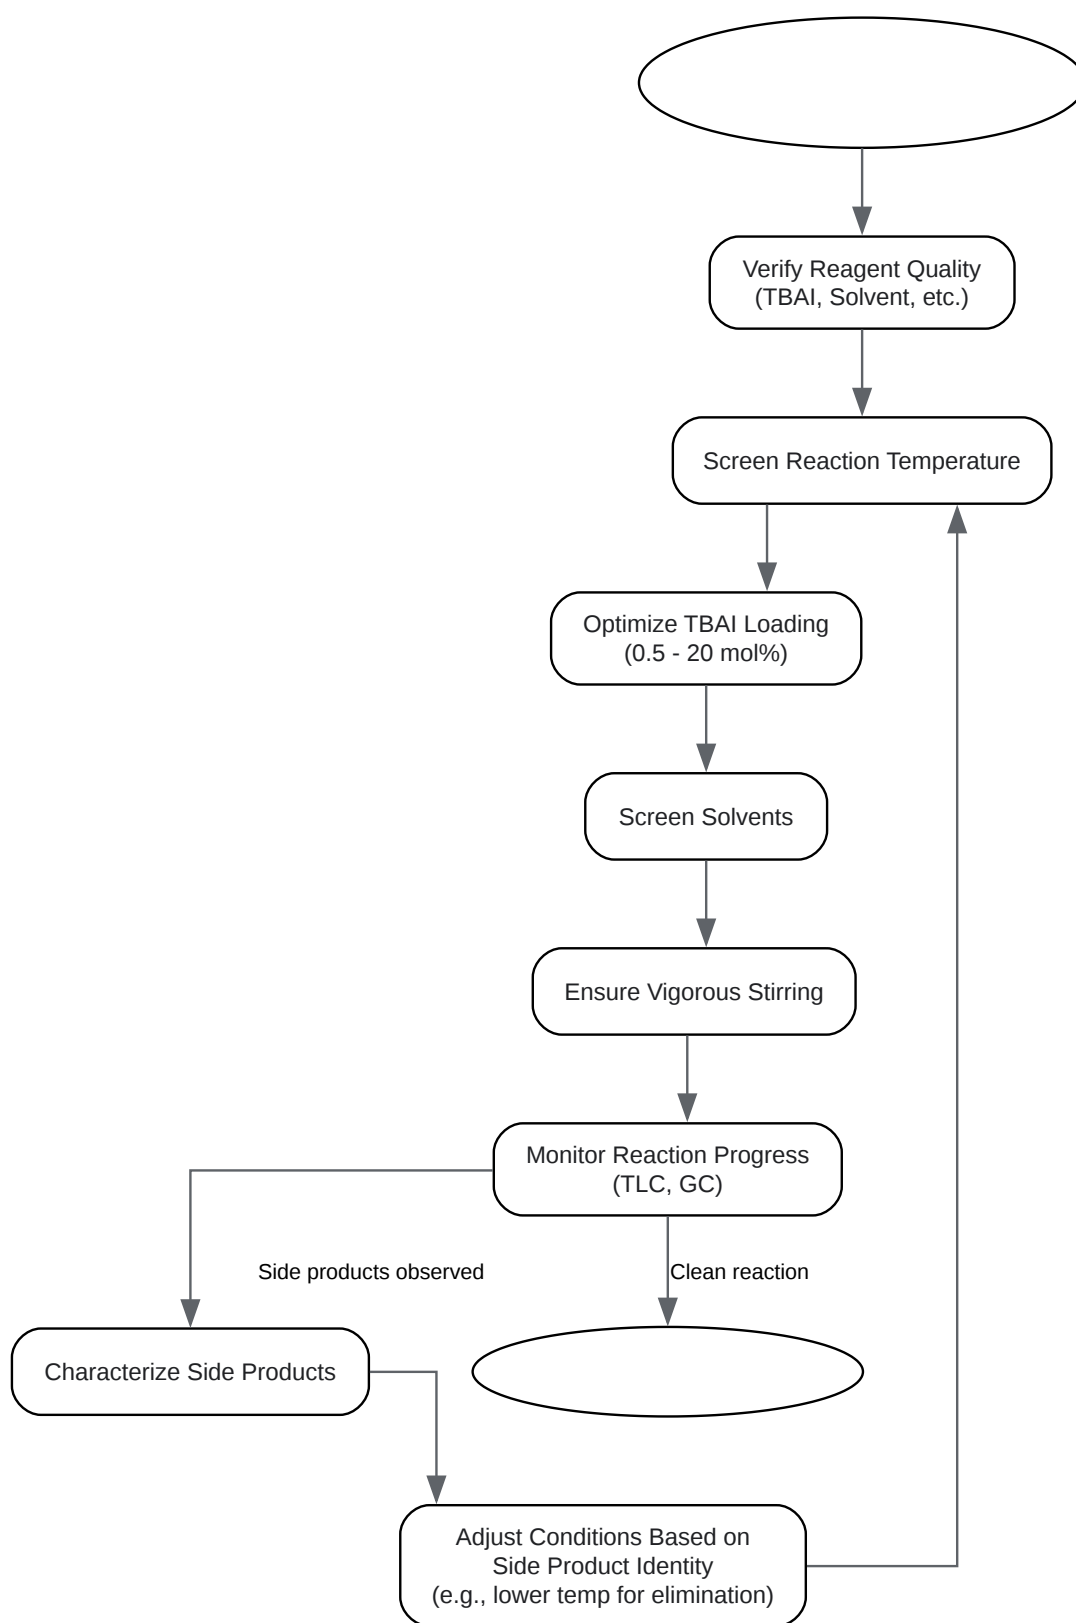 Verify Reagent Quality
(TBAI, Solvent, etc.)
Screen Reaction Temperature
Optimize TBAI Loading
(0.5 - 20 mol%)
Screen Solvents
Ensure Vigorous Stirring
Monitor Reaction Progress
(TLC, GC)
Side products observed
Clean reaction
Characterize Side Products
Adjust Conditions Based on
Side Product Identity
(e.g., lower temp for elimination)